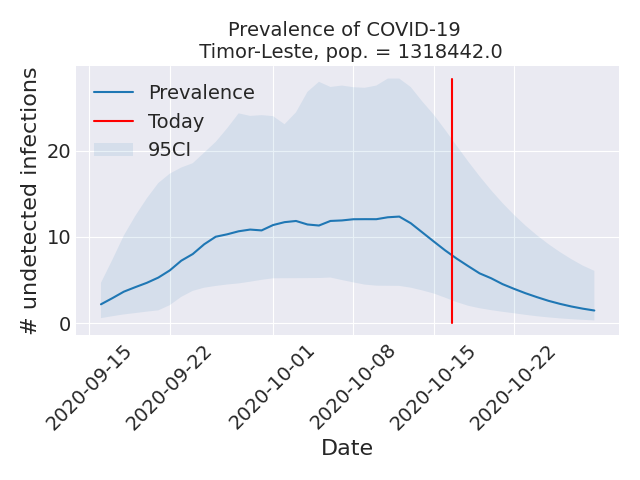 Prevalence of COVID-19
Timor-Leste, pop. = 1318442.0
# undetected infections
20
10
0
Prevalence
Today
95CI
2020-09-15
2020-09-22
2020-10-01
2020-10-08
2020-10-15
2020-10-22
Date